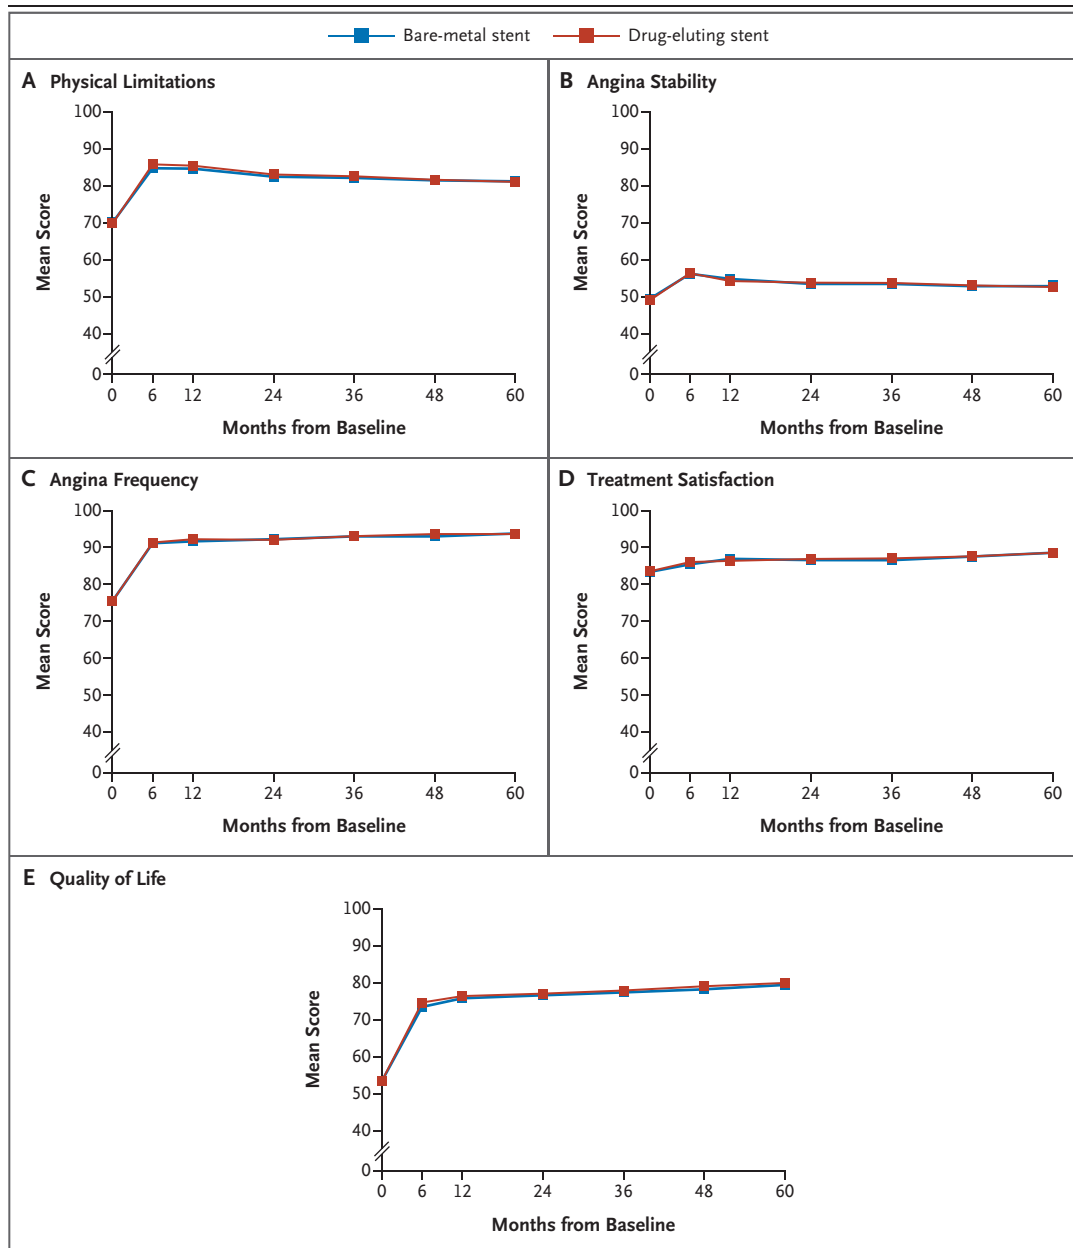 Bare-metal stent Drug-eluting stent
A Physical Limitations
100
90
80
70
60
50
40
0
Mean Score
0 6 12 24 36 48 60
Months from Baseline
B Angina Stability
100
90
80
70
60
50
40
0
Mean Score
0 6 12 24 36 48 60
Months from Baseline
C Angina Frequency
100
90
80
70
60
50
40
0
Mean Score
0 6 12 24 36 48 60
Months from Baseline
D Treatment Satisfaction
100
90
80
70
60
50
40
0
Mean Score
0 6 12 24 36 48 60
Months from Baseline
E Quality of Life
100
90
80
70
60
50
40
0
Mean Score
0 6 12 24 36 48 60
Months from Baseline